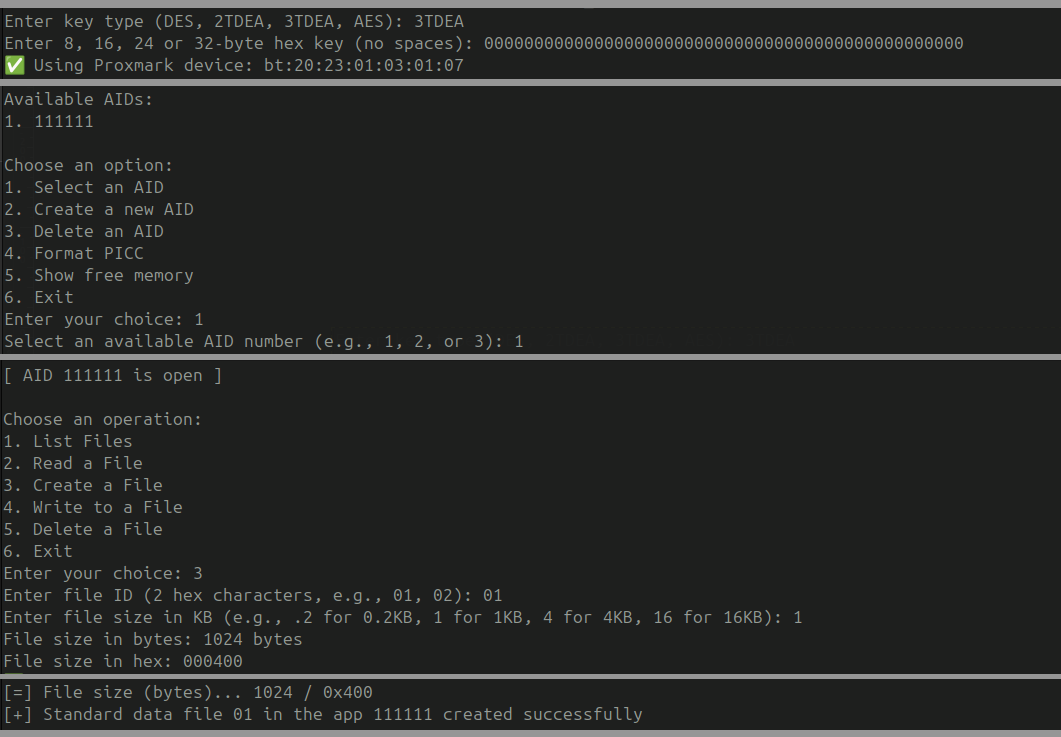 Enter key type (DES, 2TDEA, 3TDEA, AES): 3TDEA
Enter 8, 16, 24 or 32-byte hex key (no spaces): 000000000000000000000000000000000000000000000000
✅ Using Proxmark device: bt:20:23:01:03:01:07
Available AIDs:
1. 111111
Choose an option:
1. Select an AID
2. Create a new AID
3. Delete an AID
4. Format PICC
5. Show free memory
6. Exit
Enter your choice: 1
Select an available AID number (e.g., 1, 2, or 3): 1
[ AID 111111 is open ]
Choose an operation:
1. List Files
2. Read a File
3. Create a File
4. Write to a File
5. Delete a File
6. Exit
Enter your choice: 3
Enter file ID (2 hex characters, e.g., 01, 02): 01
Enter file size in KB (e.g., .2 for 0.2KB, 1 for 1KB, 4 for 4KB, 16 for 16KB): 1
File size in bytes: 1024 bytes
File size in hex: 000400
[=] File size (bytes)... 1024 / 0x400
[+] Standard data file 01 in the app 111111 created successfully